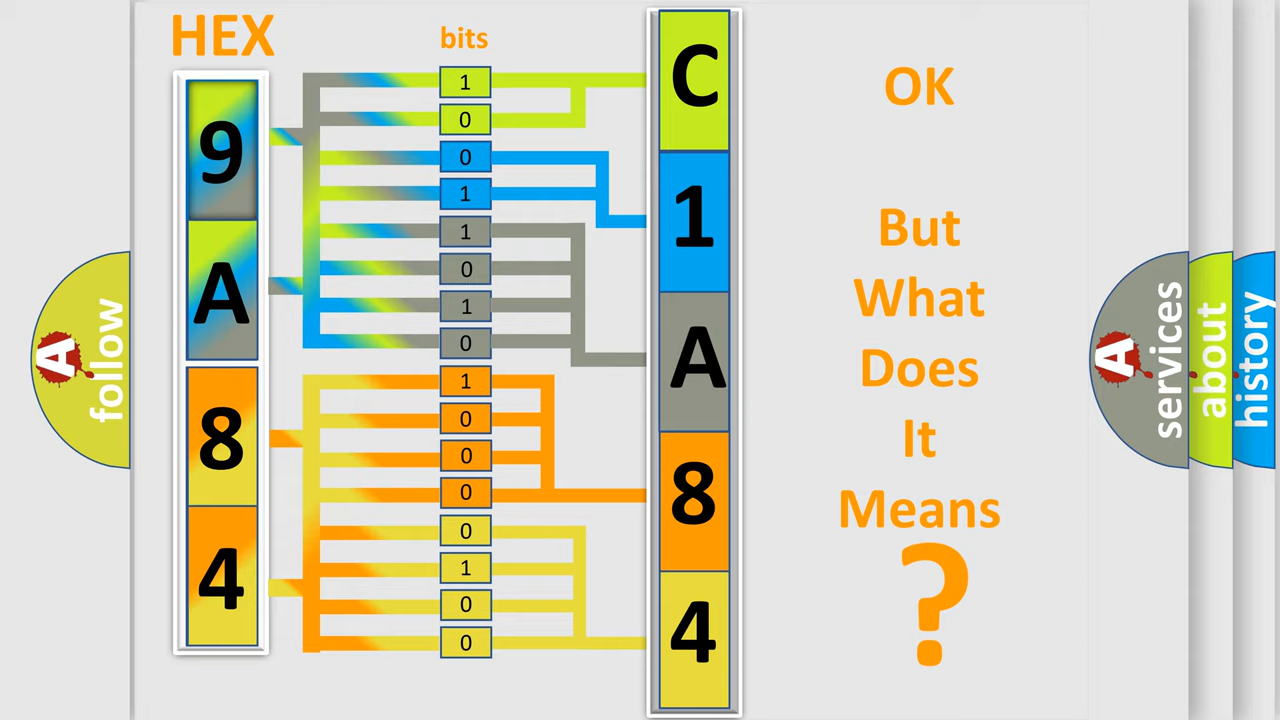 HEX
bits
9
A
8
4
1
0
0
1
1
0
1
0
1
0
0
0
0
1
0
0
C
1
A
8
4
OK
But
What
Does
It
Means
?
A
follow
A
services
about
history